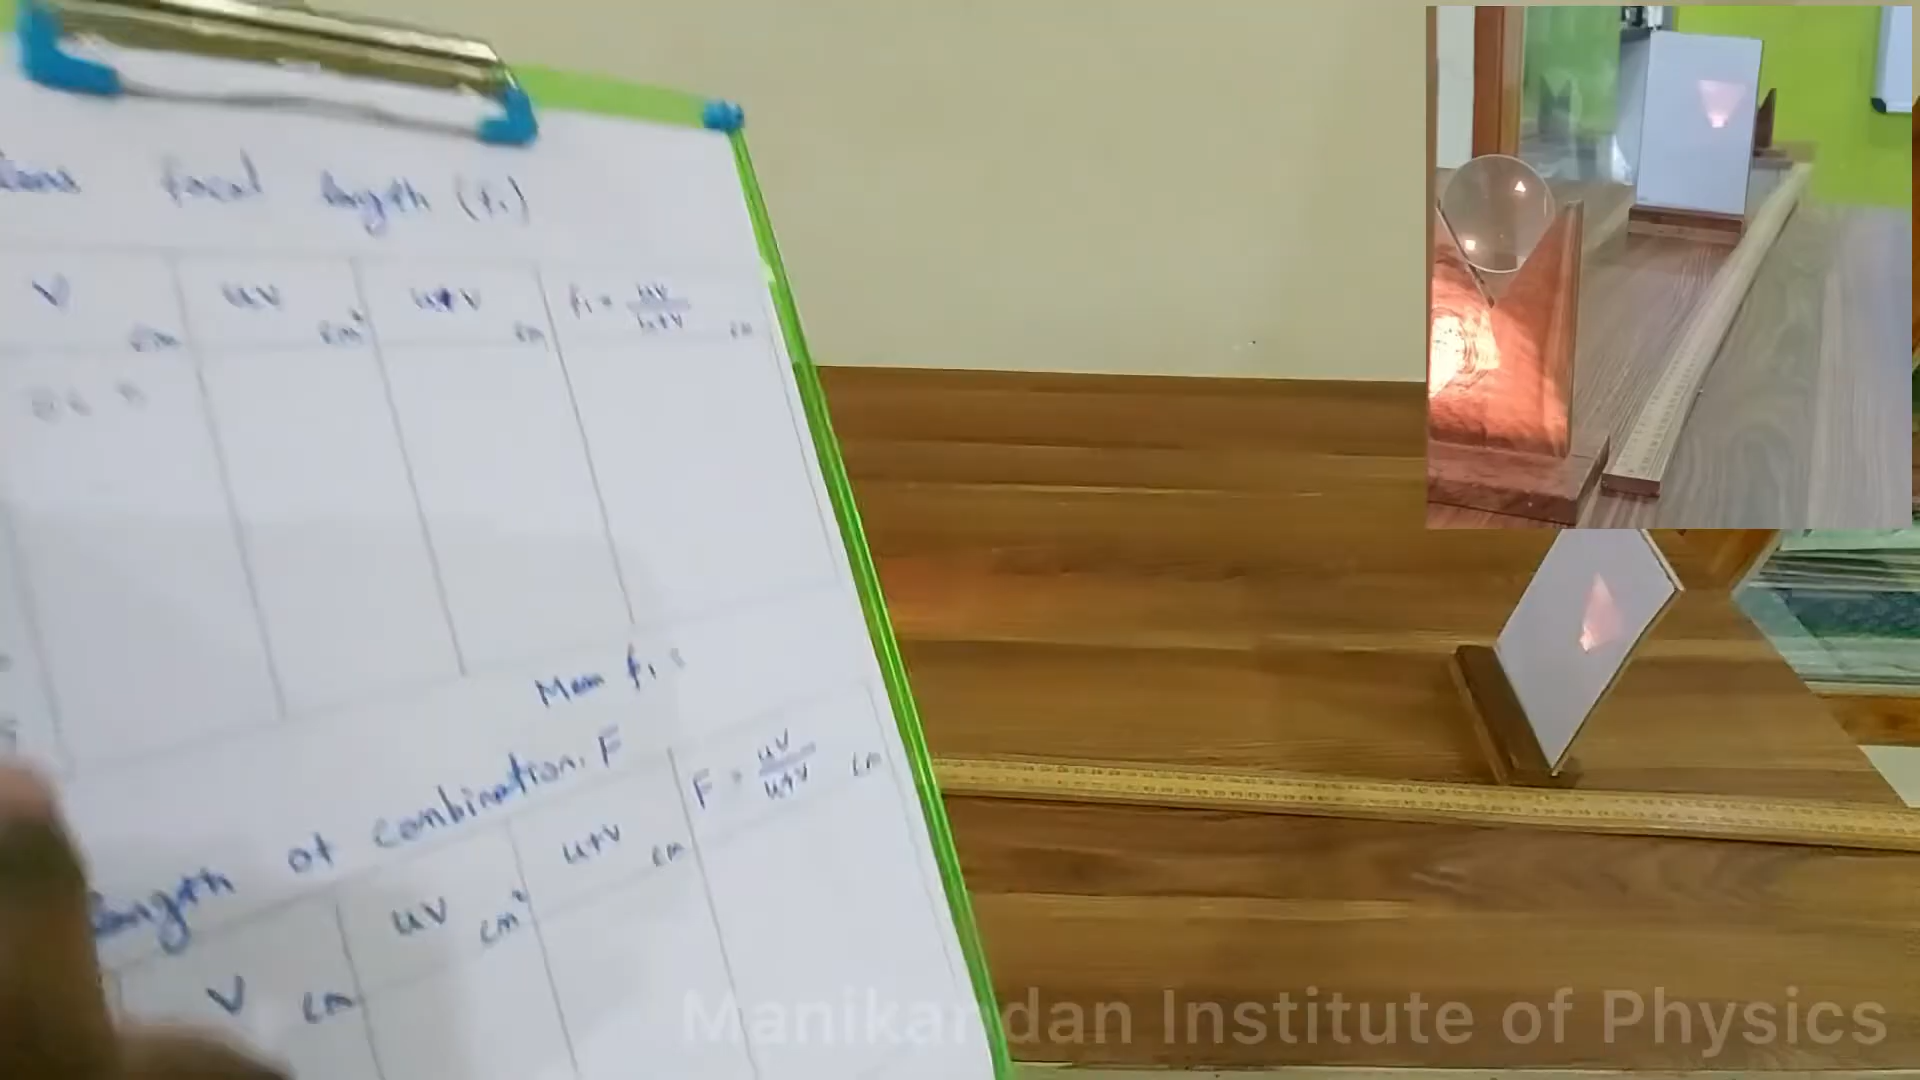 focal length (f₁)
V cm uv cm² u+v cm f₁ = uv/u+v cm
Mean f₁ =
length of combination, F
V cm uv cm² u+v cm F = uv/u+v cm
Manikandan Institute of Physics